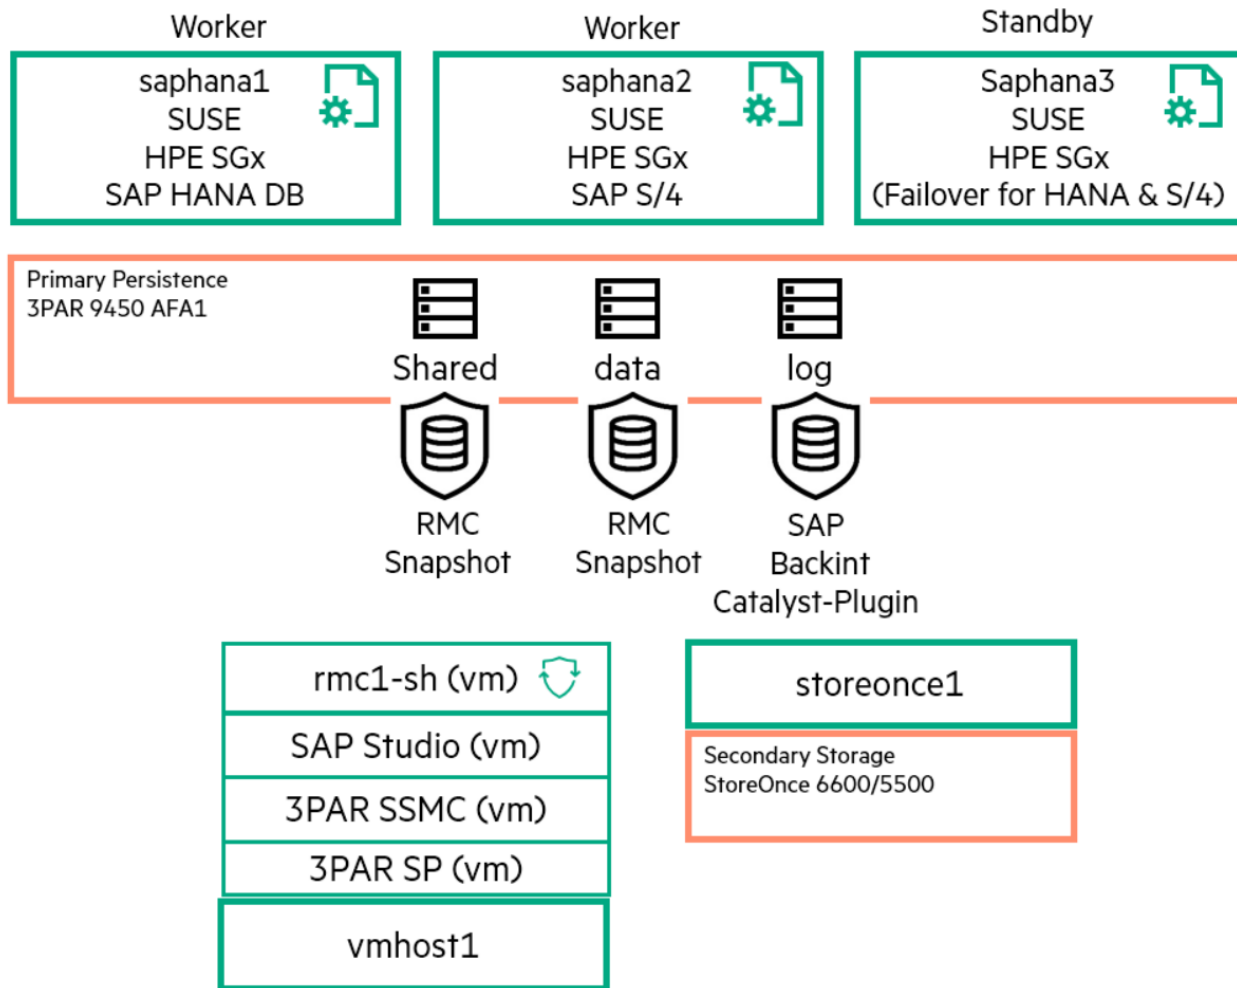 Worker
Worker
Standby
saphana1
SUSE
HPE SGx
SAP HANA DB
saphana2
SUSE
HPE SGx
SAP S/4
Saphana3
SUSE
HPE SGx
(Failover for HANA & S/4)
Primary Persistence
3PAR 9450 AFA1
Shared
data
log
RMC
Snapshot
RMC
Snapshot
SAP
Backint
Catalyst-Plugin
rmc1-sh (vm)
SAP Studio (vm)
3PAR SSMC (vm)
3PAR SP (vm)
vmhost1
storeonce1
Secondary Storage
StoreOnce 6600/5500